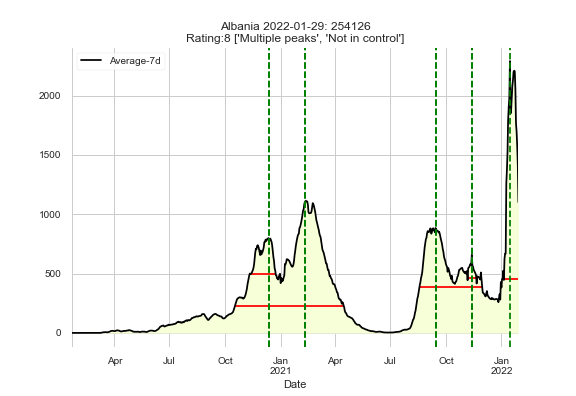 Albania 2022-01-29: 254126
Rating:8 ['Multiple peaks', 'Not in control']
Average-7d
2000
1500
1000
500
0
Apr
Jul
Oct
Jan
2021
Apr
Jul
Oct
Jan
2022
Date